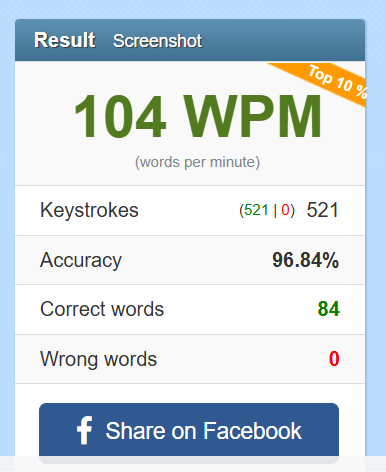 Result Screenshot
Top 10 %
104 WPM
(words per minute)
Keystrokes (521 | 0) 521
Accuracy 96.84%
Correct words 84
Wrong words 0
f Share on Facebook